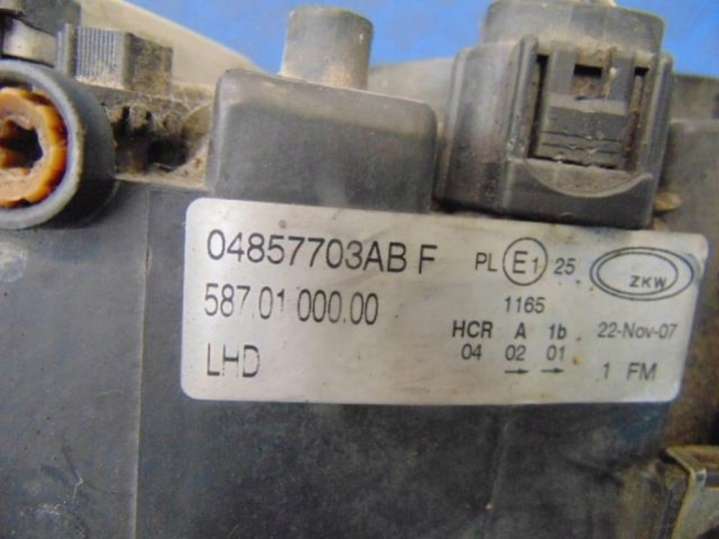 04857703AB F
PL E1 25 ZKW
587.01 000.00
1165
HCR A 1b 22-Nov-07
LHD
04 02 01
→ → 1 FM